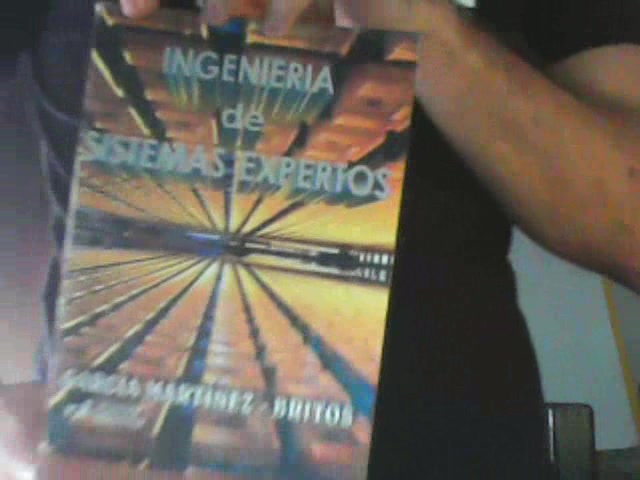 INGENIERIA
de
SISTEMAS EXPERTOS
GARCIA MARTINEZ - BRITOS